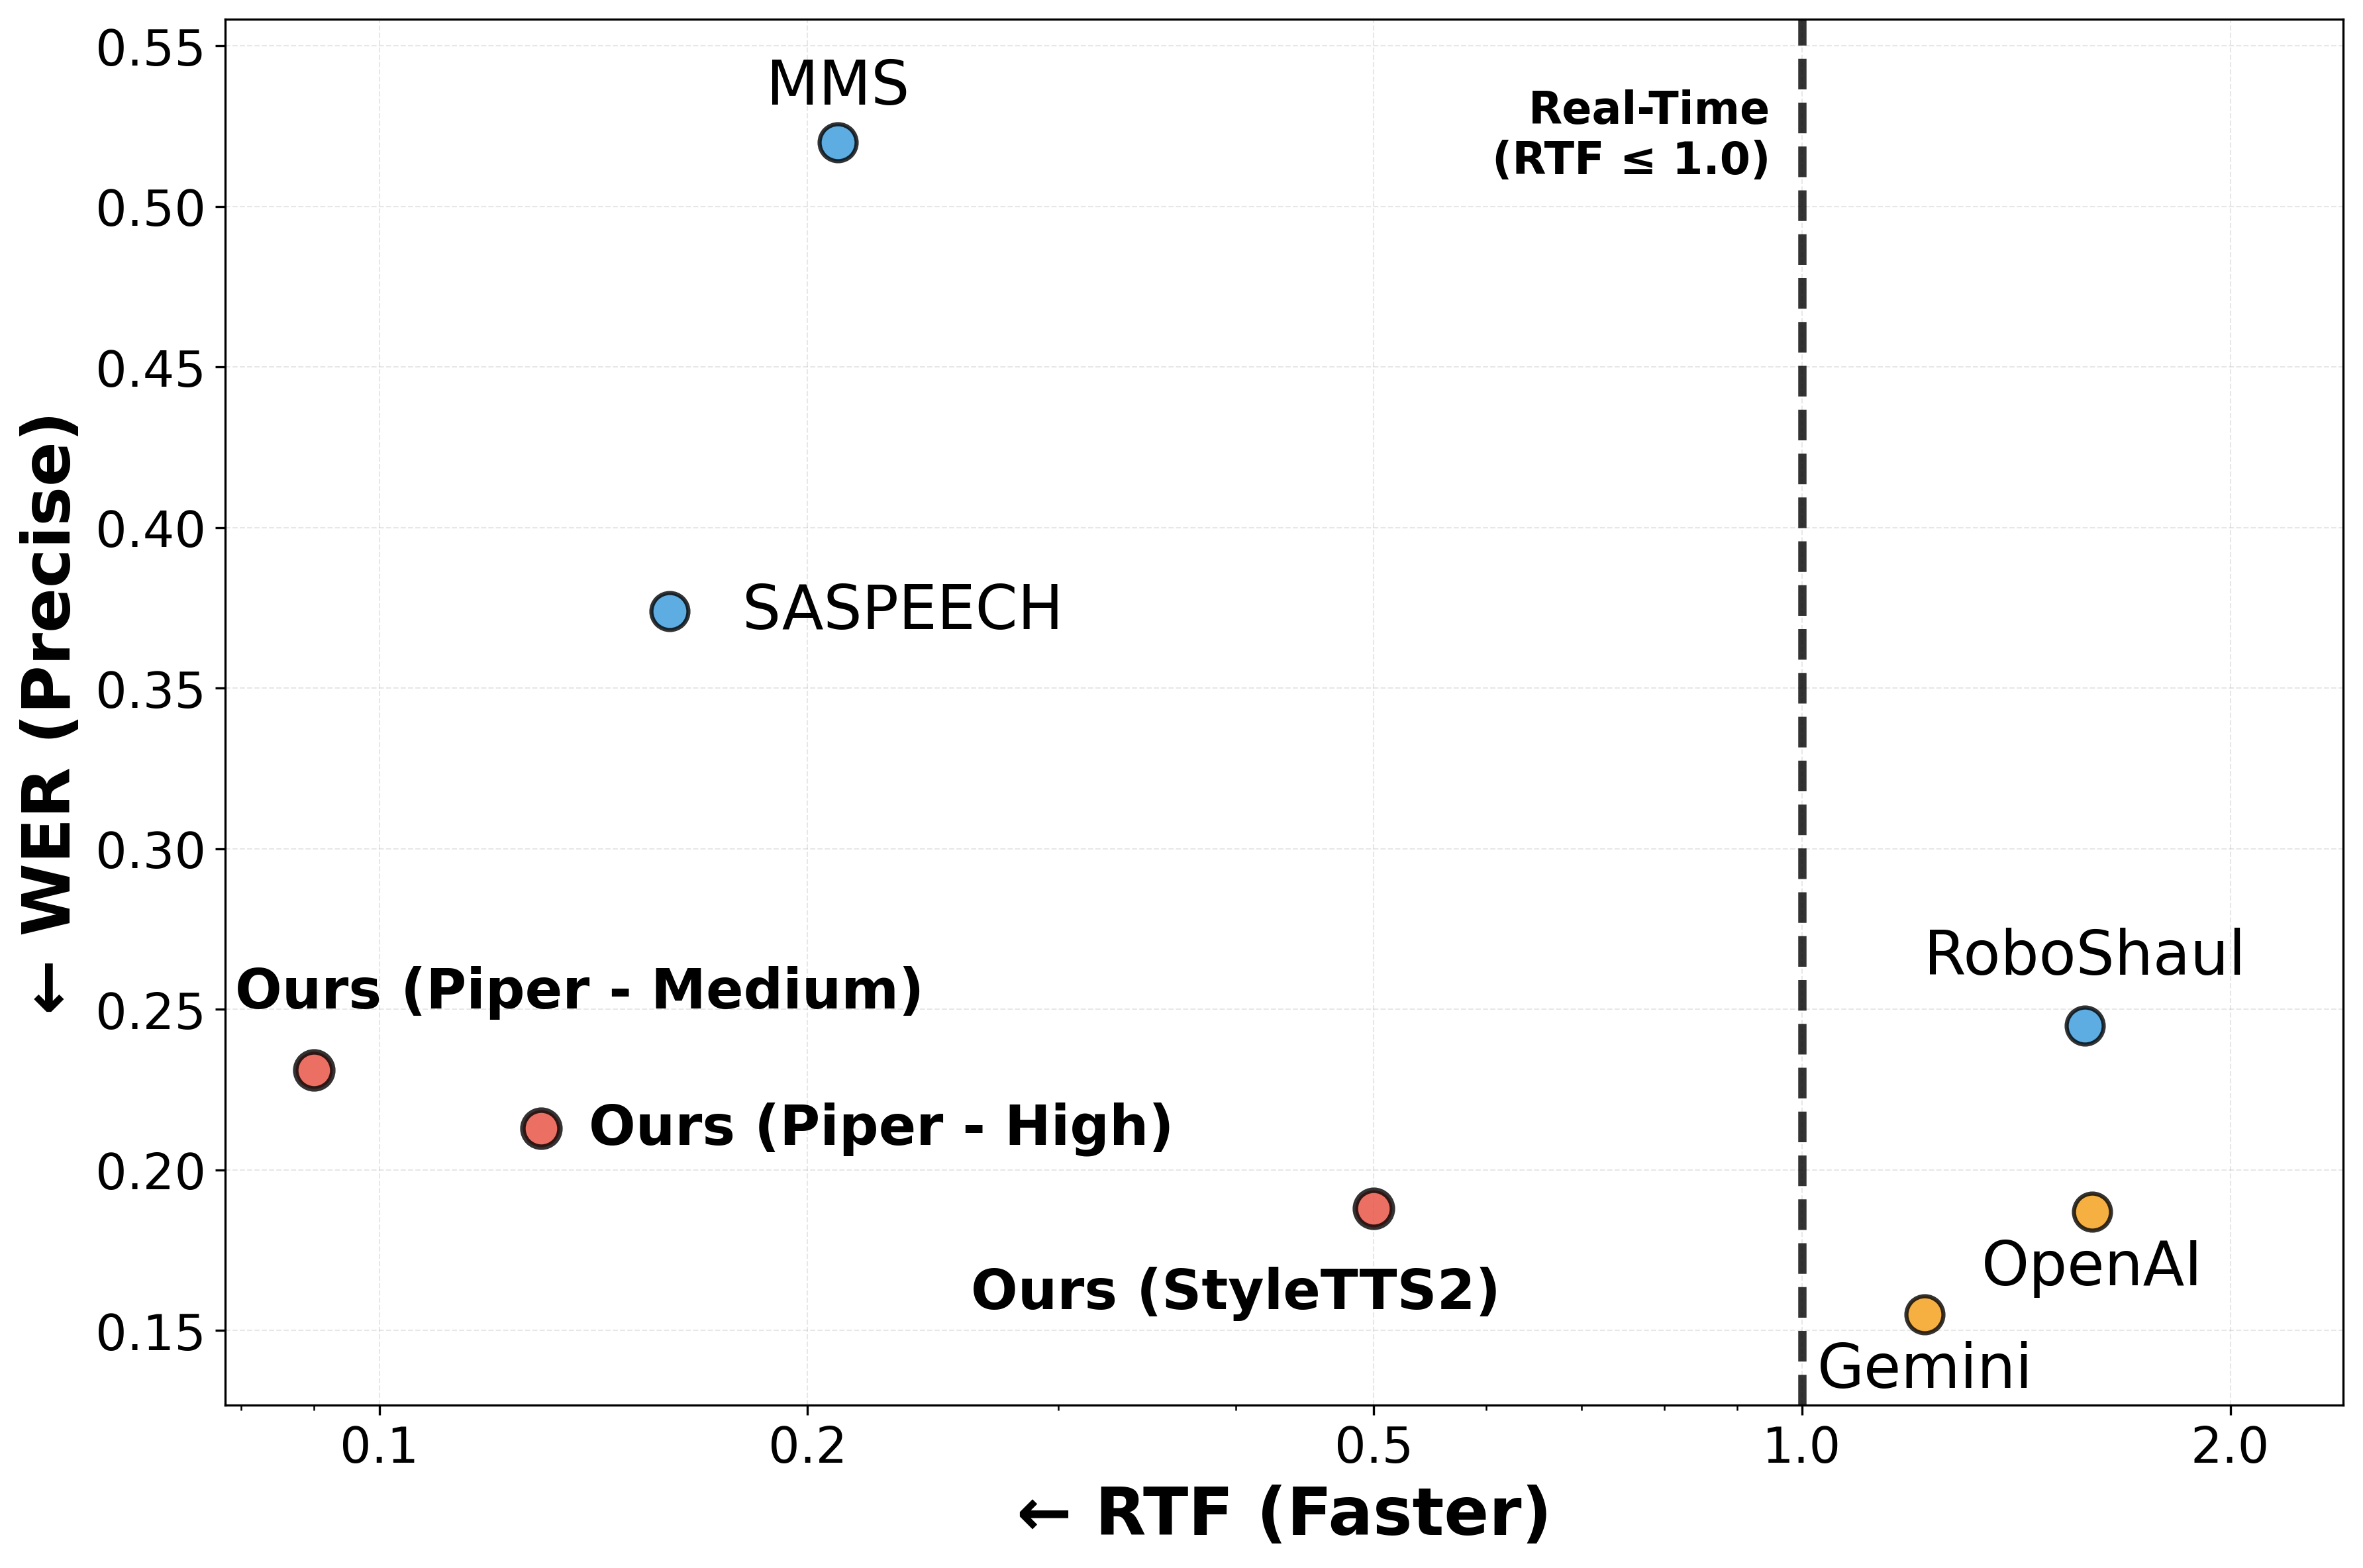 0.55
0.50
0.45
0.40
0.35
0.30
0.25
0.20
0.15
← WER (Precise)
MMS
Real-Time
(RTF ≤ 1.0)
SASPEECH
RoboShaul
Ours (Piper - Medium)
Ours (Piper - High)
Ours (StyleTTS2)
OpenAI
Gemini
0.1
0.2
0.5
1.0
2.0
← RTF (Faster)